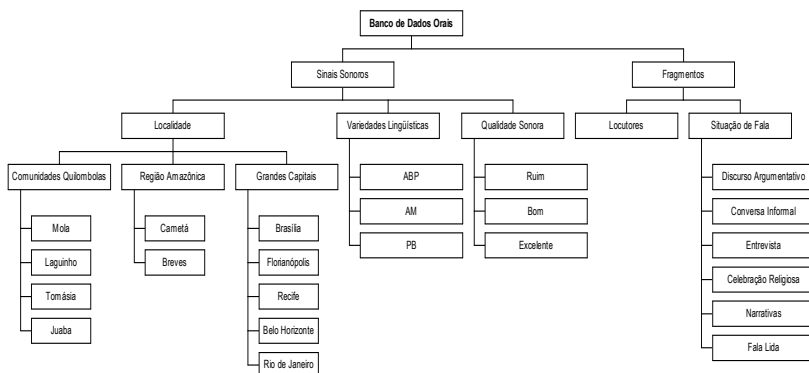 Banco de Dados Orais
Sinais Sonoros
Fragmentos
Localidade
Variedades Lingüísticas
Qualidade Sonora
Locutores
Situação de Fala
Comunidades Quilombolas
Região Amazônica
Grandes Capitais
ABP
Ruim
Discurso Argumentativo
AM
Bom
Conversa Informal
Mola
Cametá
Brasília
PB
Excelente
Entrevista
Laguinho
Breves
Florianópolis
Celebração Religiosa
Tomásia
Recife
Narrativas
Juaba
Belo Horizonte
Fala Lida
Rio de Janeiro